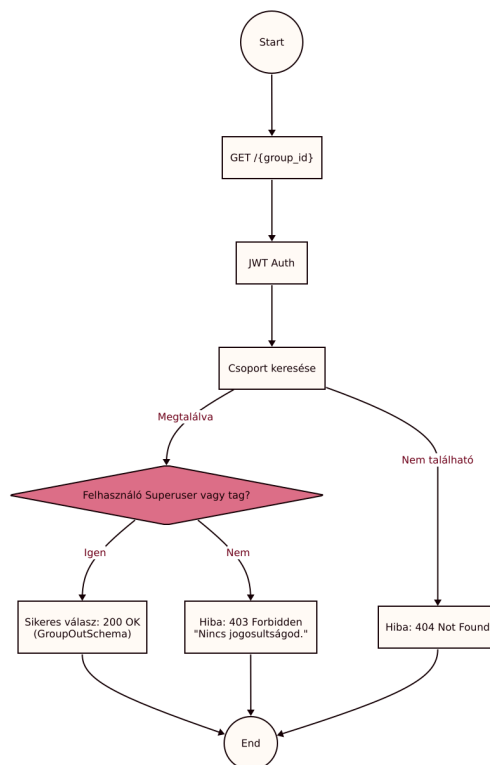 Start
GET /{group_id}
JWT Auth
Csoport keresése
Megtalálva
Nem található
Felhasználó Superuser vagy tag?
Igen
Nem
Sikeres válasz: 200 OK
(GroupOutSchema)
Hiba: 403 Forbidden
"Nincs jogosultságod."
Hiba: 404 Not Found
End